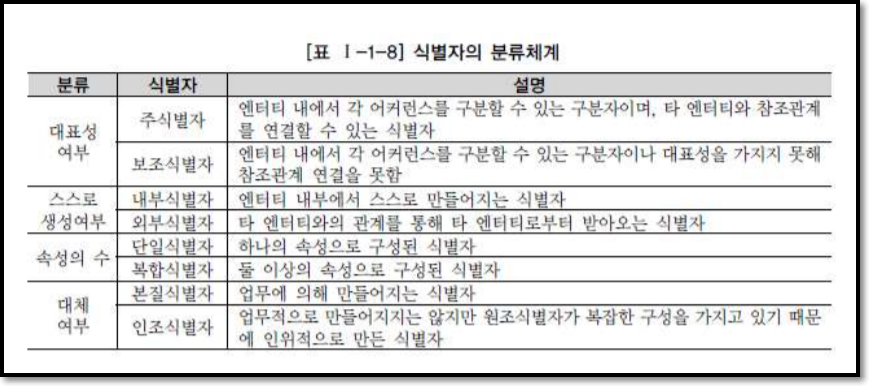 [표 Ⅰ-1-8] 식별자의 분류체계
분류 식별자 설명
대표성 여부 주식별자 엔터티 내에서 각 어커런스를 구분할 수 있는 구분자이며, 타 엔터티와 참조관계
를 연결할 수 있는 식별자
보조식별자 엔터티 내에서 각 어커런스를 구분할 수 있는 구분자이나 대표성을 가지지 못해
참조관계 연결을 못함
스스로 생성여부 내부식별자 엔터티 내부에서 스스로 만들어지는 식별자
외부식별자 타 엔터티와의 관계를 통해 타 엔터티로부터 받아오는 식별자
속성의 수 단일식별자 하나의 속성으로 구성된 식별자
복합식별자 둘 이상의 속성으로 구성된 식별자
대체 여부 본질식별자 업무에 의해 만들어지는 식별자
인조식별자 업무적으로 만들어지지는 않지만 원조식별자가 복잡한 구성을 가지고 있기 때문
에 인위적으로 만든 식별자